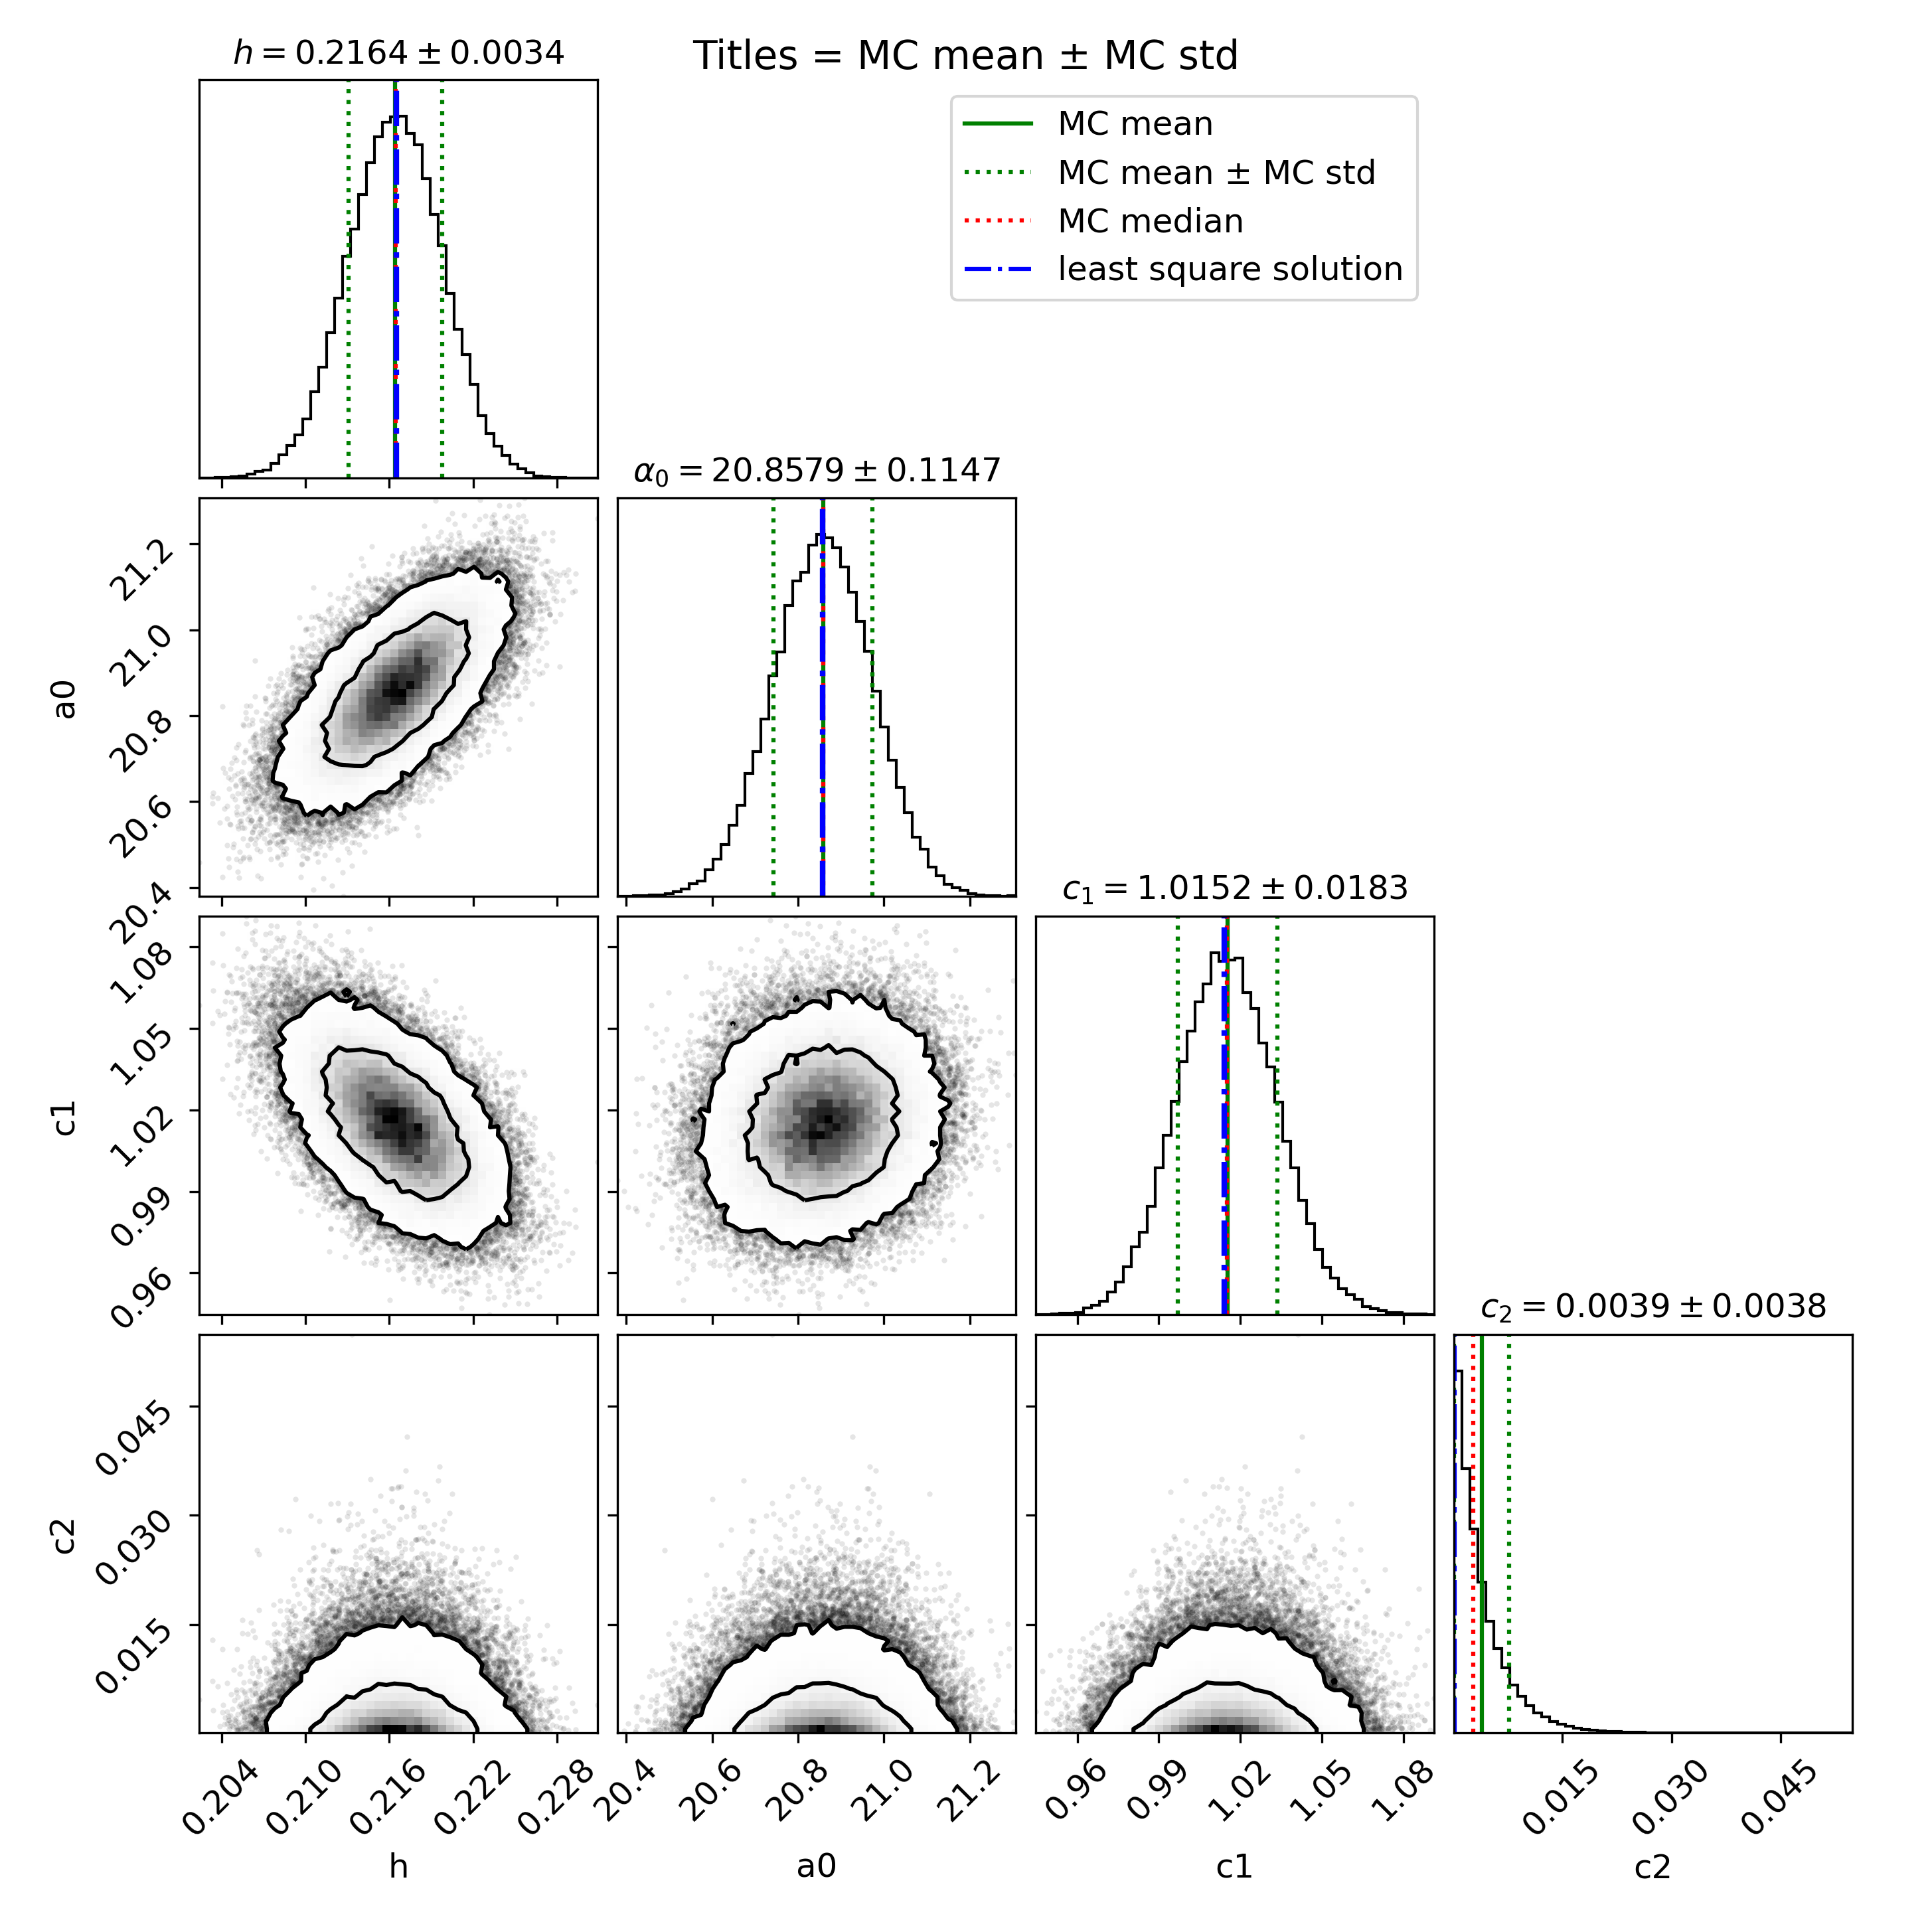 h = 0.2164 ± 0.0034
Titles = MC mean ± MC std
MC mean
MC mean ± MC std
MC median
least square solution
α₀ = 20.8579 ± 0.1147
21.2
21.0
20.8
20.6
20.4
a0
c₁ = 1.0152 ± 0.0183
1.08
1.05
1.02
0.99
0.96
c1
c₂ = 0.0039 ± 0.0038
0.045
0.030
0.015
c2
0.204 0.210 0.216 0.222 0.228
20.4 20.6 20.8 21.0 21.2
0.96 0.99 1.02 1.05 1.08
0.015 0.030 0.045
h a0 c1 c2